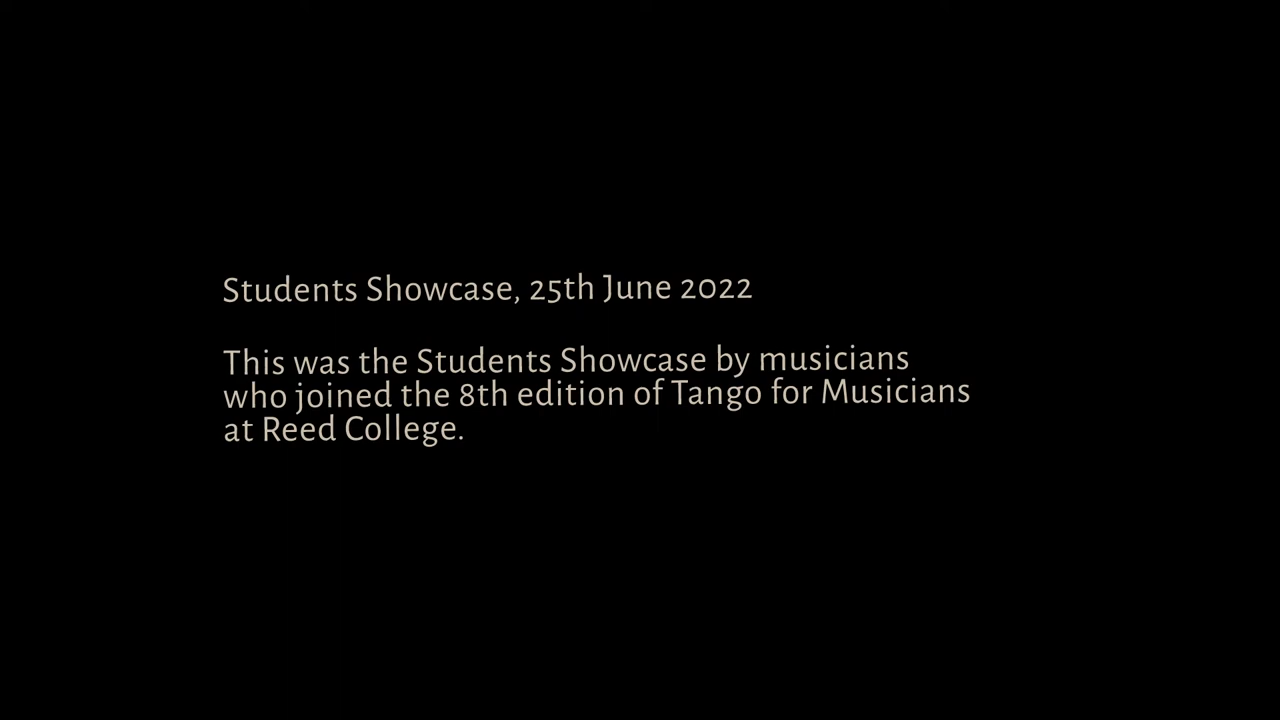 Students Showcase, 25th June 2022
This was the Students Showcase by musicians
who joined the 8th edition of Tango for Musicians
at Reed College.